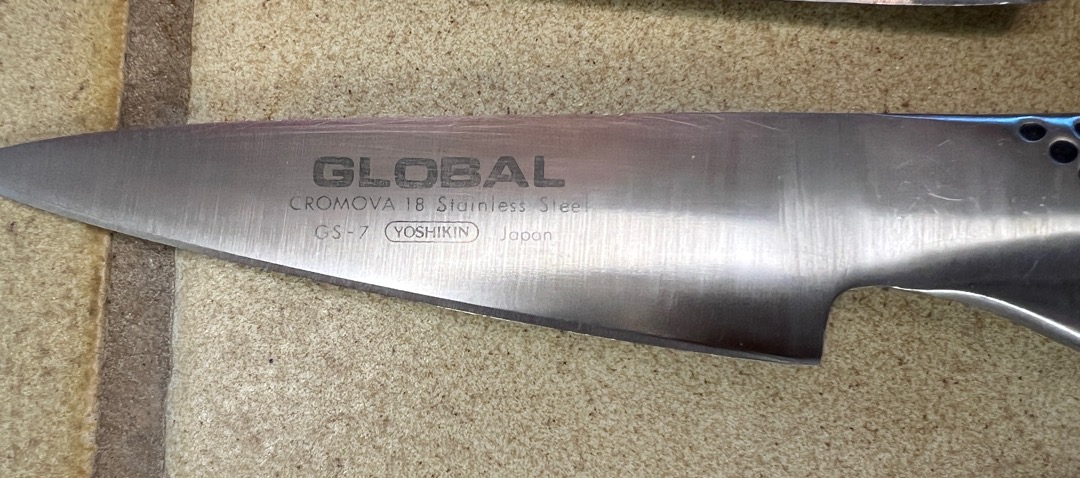 GLOBAL
CROMOVA 18 Stainless Steel
GS-7 YOSHIKIN Japan